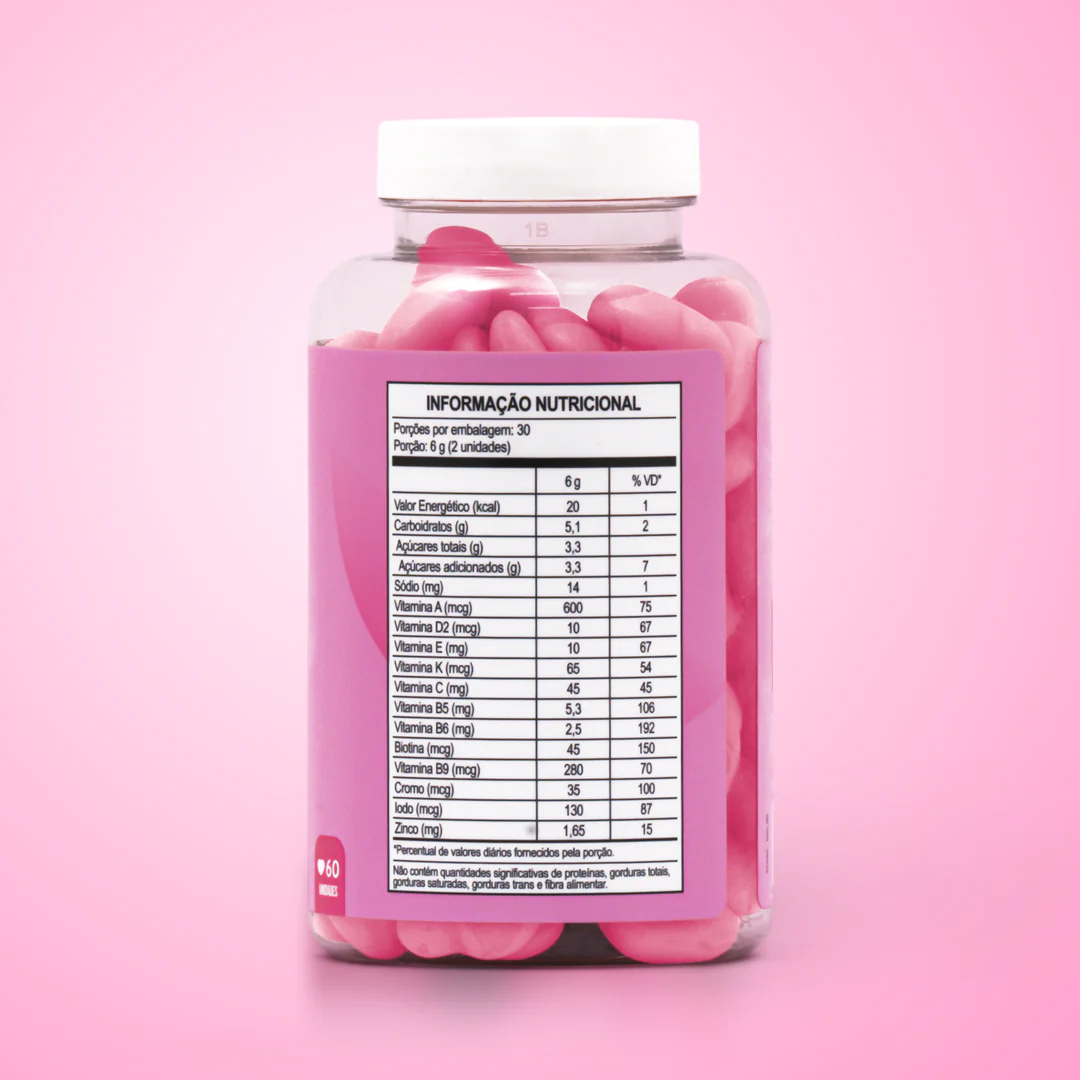 1B
INFORMAÇÃO NUTRICIONAL
Porções por embalagem: 30
Porção: 6 g (2 unidades)
6 g % VD*
Valor Energético (kcal) 20 1
Carboidratos (g) 5,1 2
Açúcares totais (g) 3,3
Açúcares adicionados (g) 3,3 7
Sódio (mg) 14 1
Vitamina A (mcg) 600 75
Vitamina D2 (mcg) 10 67
Vitamina E (mg) 10 67
Vitamina K (mcg) 65 54
Vitamina C (mg) 45 45
Vitamina B5 (mg) 5,3 106
Vitamina B6 (mg) 2,5 192
Biotina (mcg) 45 150
Vitamina B9 (mcg) 280 70
Cromo (mcg) 35 100
Iodo (mcg) 130 87
Zinco (mg) 1,65 15
*Percentual de valores diários fornecidos pela porção.
Não contém quantidades significativas de proteínas, gorduras totais,
gorduras saturadas, gorduras trans e fibra alimentar.
60
UNIDADES